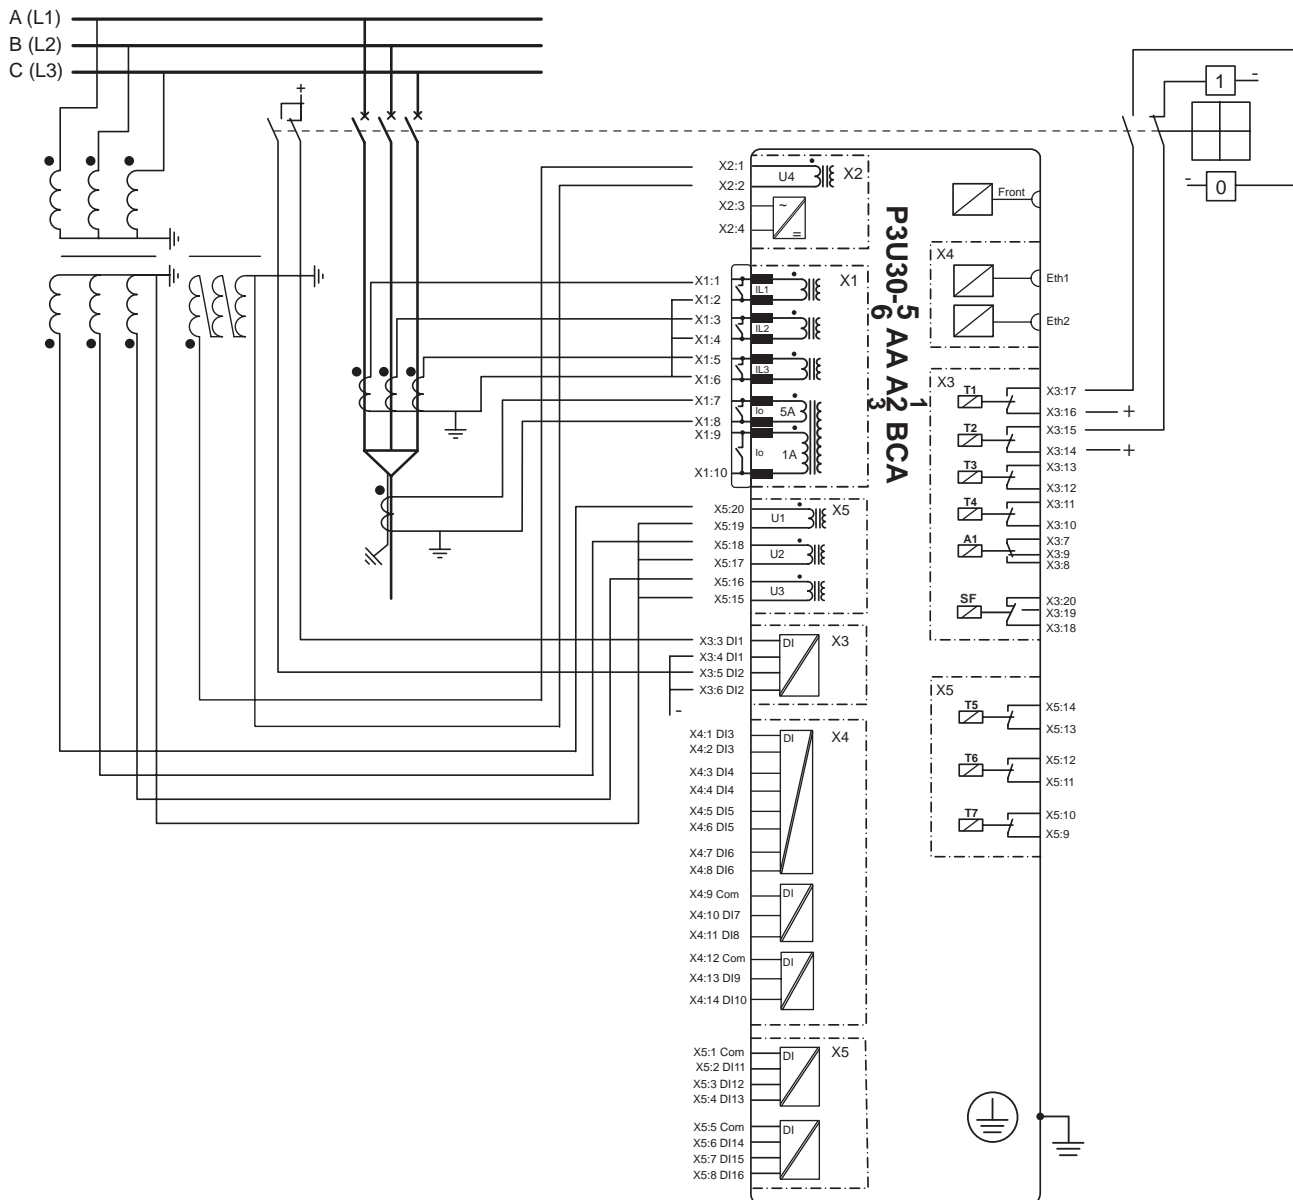 A (L1)
B (L2)
C (L3)
+
X2:1
X2:2
X2:3
X2:4
U4
X2
~
=
X1:1
X1:2
X1:3
X1:4
X1:5
X1:6
X1:7
X1:8
X1:9
X1:10
IL1
IL2
IL3
Io
5A
Io
1A
X1
X5:20
X5:19
X5:18
X5:17
X5:16
X5:15
U1
U2
U3
X5
X3:3 DI1
X3:4 DI1
X3:5 DI2
X3:6 DI2
-
DI
X3
X4:1 DI3
X4:2 DI3
X4:3 DI4
X4:4 DI4
X4:5 DI5
X4:6 DI5
X4:7 DI6
X4:8 DI6
DI
X4
X4:9 Com
X4:10 DI7
X4:11 DI8
DI
X4:12 Com
X4:13 DI9
X4:14 DI10
DI
X5:1 Com
X5:2 DI11
X5:3 DI12
X5:4 DI13
DI
X5
X5:5 Com
X5:6 DI14
X5:7 DI15
X5:8 DI16
DI
P3U30-5 AA A2 BCA
6
1
3
Front
X4
Eth1
Eth2
X3
T1
T2
T3
T4
A1
SF
X3:17
X3:16
+
X3:15
X3:14
+
X3:13
X3:12
X3:11
X3:10
X3:7
X3:9
X3:8
X3:20
X3:19
X3:18
X5
T5
T6
T7
X5:14
X5:13
X5:12
X5:11
X5:10
X5:9
1
-
-
0